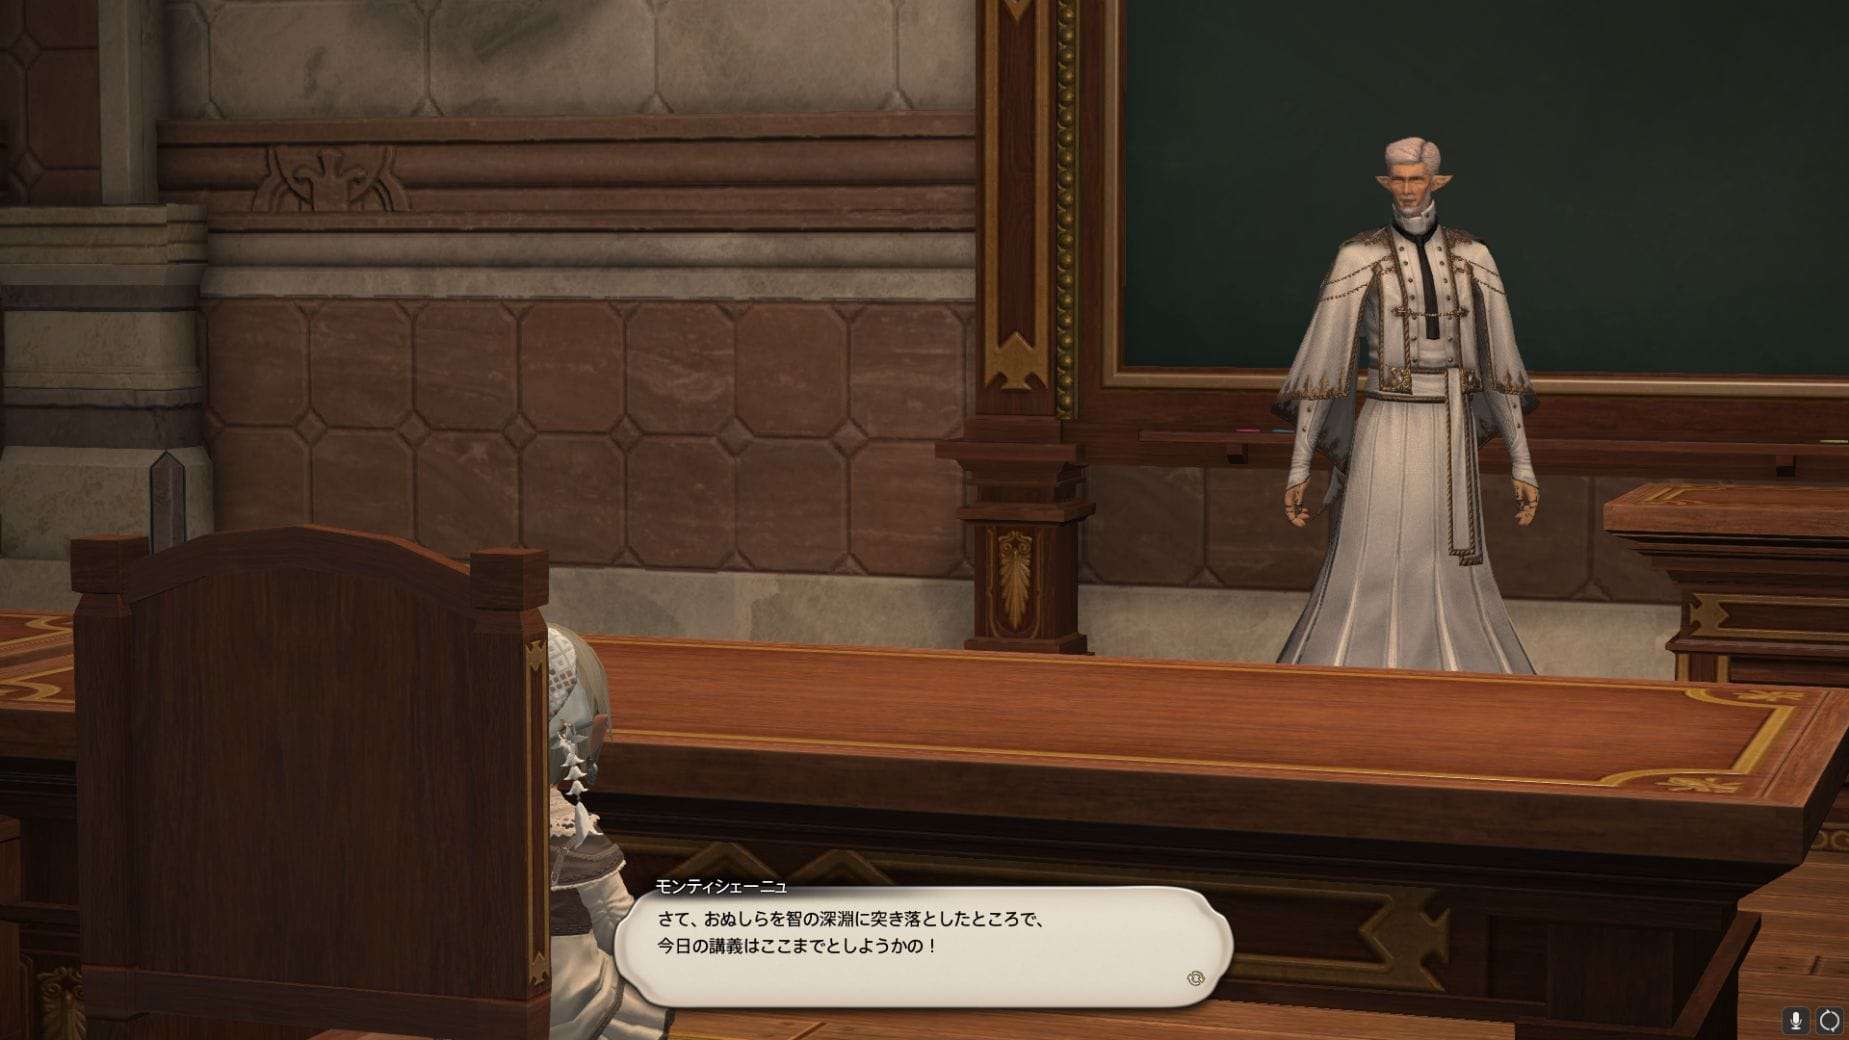 モンティシェーニュ
さて、おぬしらを智の深淵に突き落としたところで、
今日の講義はここまでとしようかの！